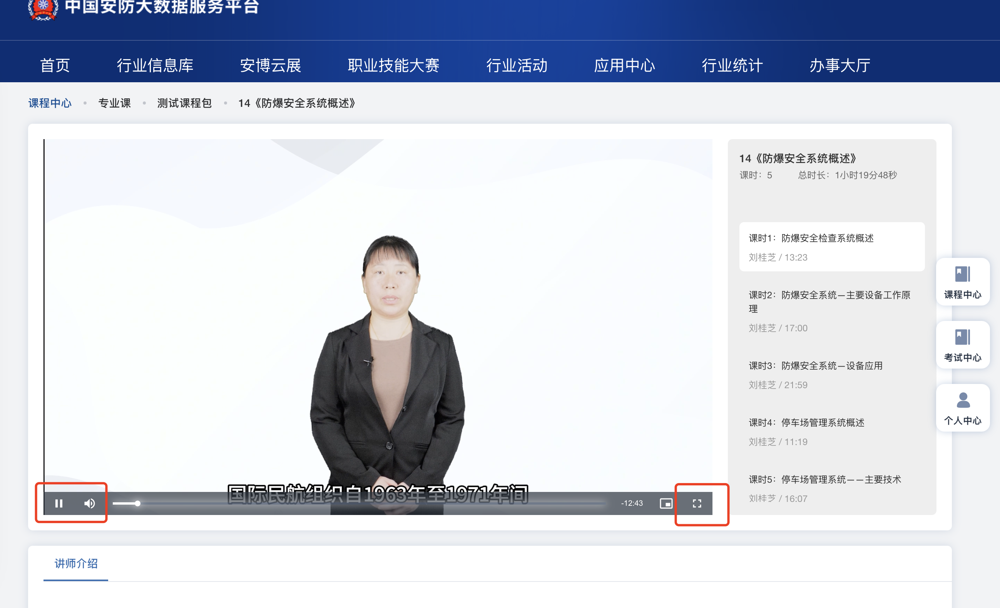 中国安防大数据服务平台
首页 行业信息库 安博云展 职业技能大赛 行业活动 应用中心 行业统计 办事大厅
课程中心 • 专业课 • 测试课程包 • 14《防爆安全系统概述》
14《防爆安全系统概述》
课时：5 总时长：1小时19分48秒
课时1：防爆安全检查系统概述
刘桂芝 / 13:23
课时2：防爆安全系统—主要设备工作原
理
刘桂芝 / 17:00
课时3：防爆安全系统—设备应用
刘桂芝 / 21:59
课时4：停车场管理系统概述
刘桂芝 / 11:19
课时5：停车场管理系统——主要技术
刘桂芝 / 16:07
课程中心
考试中心
个人中心
国际民航组织自1963年至1971年间
-12:43
讲师介绍